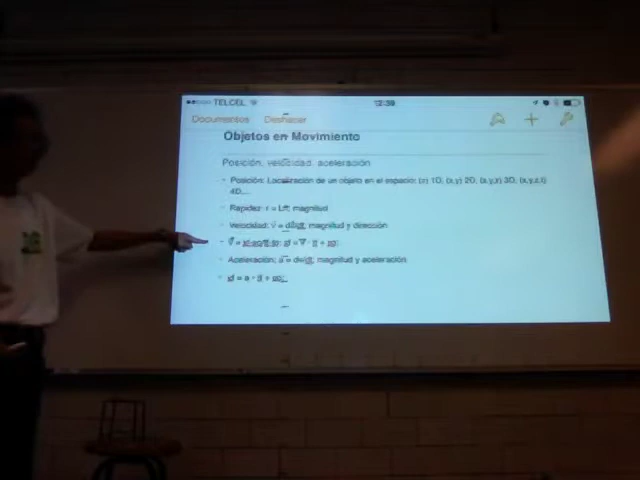 TELCEL 12:39
Documentos Deshacer
Objetos en Movimiento
Posición, velocidad, aceleración
- Posición: Localización de un objeto en el espacio; (x) 1D, (x,y) 2D, (x,y,z) 3D, (x,y,z,t)
4D,...
- Rapidez: r = L/t; magnitud
- Velocidad: magnitud y dirección
- Aceleración; magnitud y aceleración